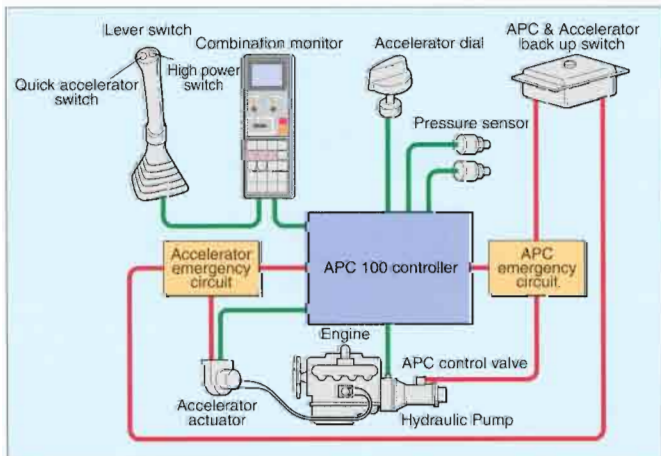 Lever switch
Combination monitor
Accelerator dial
APC & Accelerator
back up switch
High power
switch
Quick accelerator
switch
Pressure sensor
Accelerator
emergency
circuit
APC 100 controller
APC
emergency
circuit
Engine
APC control valve
Accelerator
actuator
Hydraulic Pump